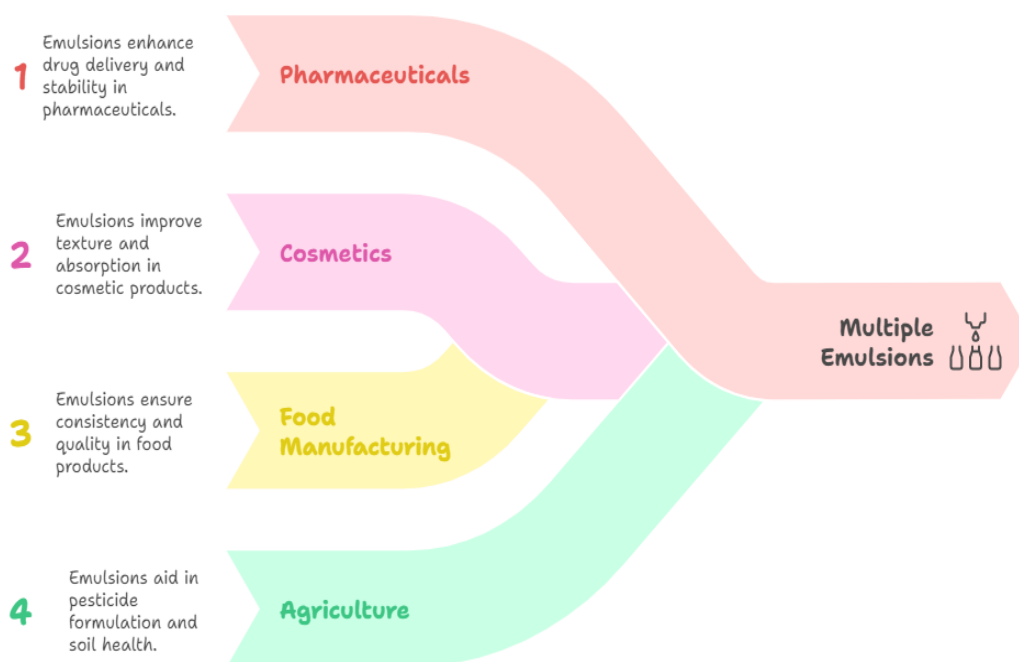 1
Emulsions enhance
drug delivery and
stability in
pharmaceuticals.
Pharmaceuticals
2
Emulsions improve
texture and
absorption in
cosmetic products.
Cosmetics
3
Emulsions ensure
consistency and
quality in food
products.
Food
Manufacturing
4
Emulsions aid in
pesticide
formulation and
soil health.
Agriculture
Multiple
Emulsions